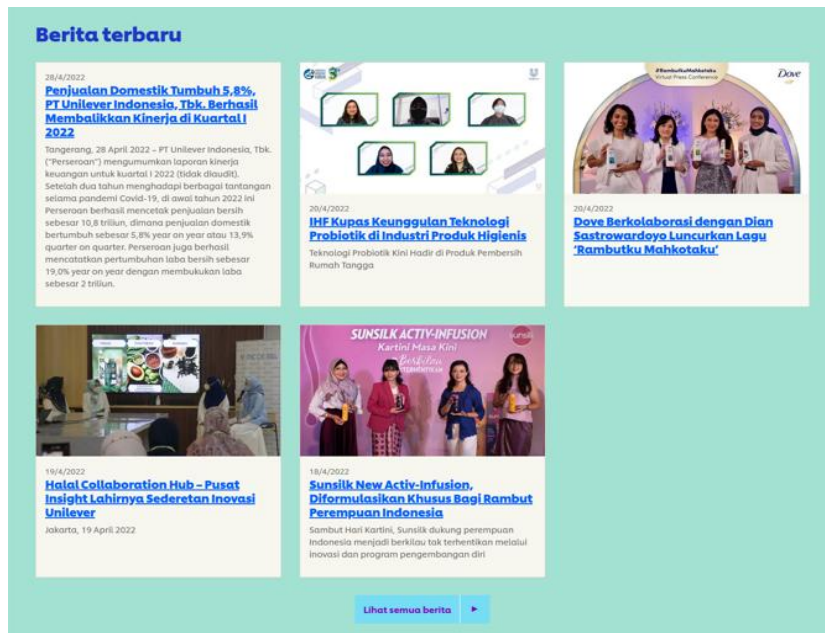 Berita terbaru
28/4/2022
Penjualan Domestik Tumbuh 5,8%,
PT Unilever Indonesia, Tbk. Berhasil
Membalikkan Kinerja di Kuartal I
2022
Tangerang, 28 April 2022 – PT Unilever Indonesia, Tbk.
("Perseroan") mengumumkan laporan kinerja
keuangan untuk kuartal I 2022 (tidak diaudit).
Setelah dua tahun menghadapi berbagai tantangan
selama pandemi Covid-19, di awal tahun 2022 ini
Perseroan berhasil mencetak penjualan bersih
sebesar 10,8 triliun, dimana penjualan domestik
bertumbuh sebesar 5,8% year on year atau 13,9%
quarter on quarter. Perseroan juga berhasil
mencatatkan pertumbuhan laba bersih sebesar
19,0% year on year dengan membukukan laba
sebesar 2 triliun.
20/4/2022
IHF Kupas Keunggulan Teknologi
Probiotik di Industri Produk Higienis
Teknologi Probiotik Kini Hadir di Produk Pembersih
Rumah Tangga
#RambutkuMahkotaku
Virtual Press Conference
Dove
20/4/2022
Dove Berkolaborasi dengan Dian
Sastrowardoyo Luncurkan Lagu
‘Rambutku Mahkotaku’
19/4/2022
Halal Collaboration Hub – Pusat
Insight Lahirnya Sederetan Inovasi
Unilever
Jakarta, 19 April 2022
SUNSILK ACTIV-INFUSION
Kartini Masa Kini
Berkilau
TERHENTIKAN
sunsilk
18/4/2022
Sunsilk New Activ-Infusion,
Diformulasikan Khusus Bagi Rambut
Perempuan Indonesia
Sambut Hari Kartini, Sunsilk dukung perempuan
Indonesia menjadi berkilau tak terhentikan melalui
inovasi dan program pengembangan diri
Lihat semua berita